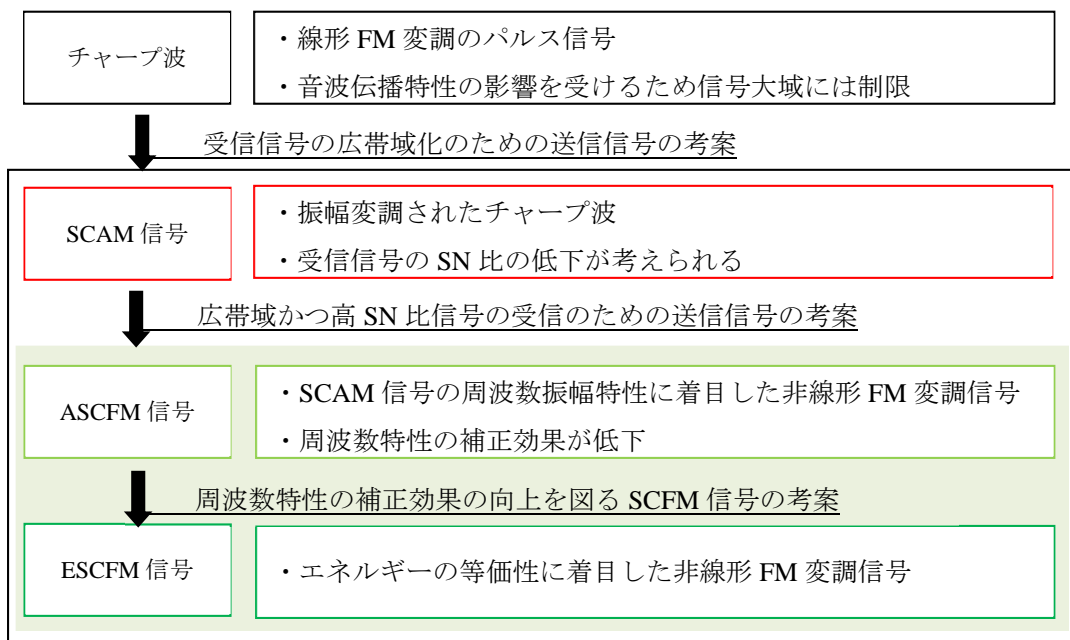 チャープ波
・線形 FM 変調のパルス信号
・音波伝播特性の影響を受けるため信号大域には制限
受信信号の広帯域化のための送信信号の考案
SCAM 信号
・振幅変調されたチャープ波
・受信信号の SN 比の低下が考えられる
広帯域かつ高 SN 比信号の受信のための送信信号の考案
ASCFM 信号
・SCAM 信号の周波数振幅特性に着目した非線形 FM 変調信号
・周波数特性の補正効果が低下
周波数特性の補正効果の向上を図る SCFM 信号の考案
ESCFM 信号
・エネルギーの等価性に着目した非線形 FM 変調信号